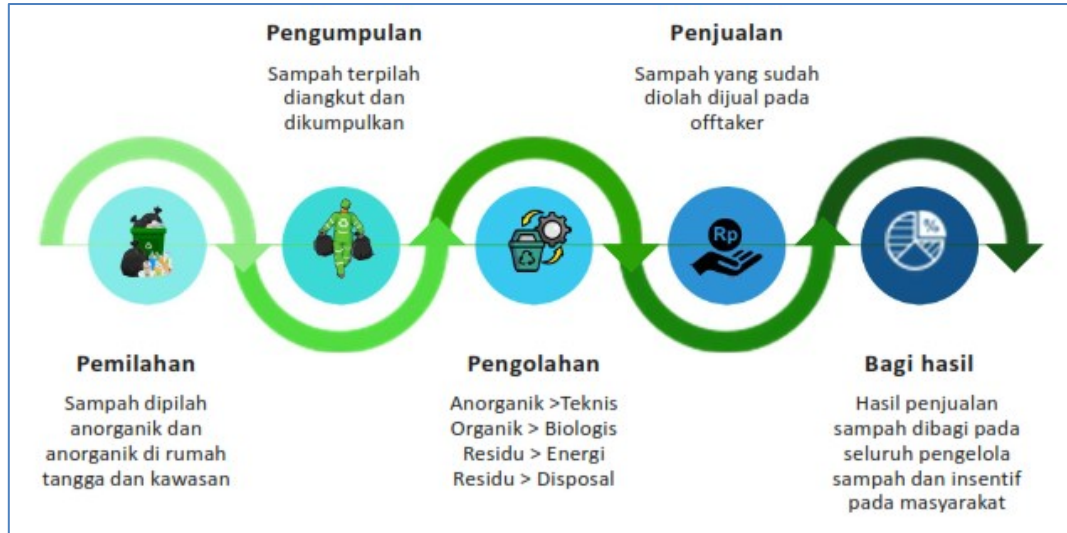 Pengumpulan
Sampah terpilah
diangkut dan
dikumpulkan
Penjualan
Sampah yang sudah
diolah dijual pada
offtaker
Rp
%
Pemilahan
Sampah dipilah
anorganik dan
anorganik di rumah
tangga dan kawasan
Pengolahan
Anorganik >Teknis
Organik > Biologis
Residu > Energi
Residu > Disposal
Bagi hasil
Hasil penjualan
sampah dibagi pada
seluruh pengelola
sampah dan insentif
pada masyarakat